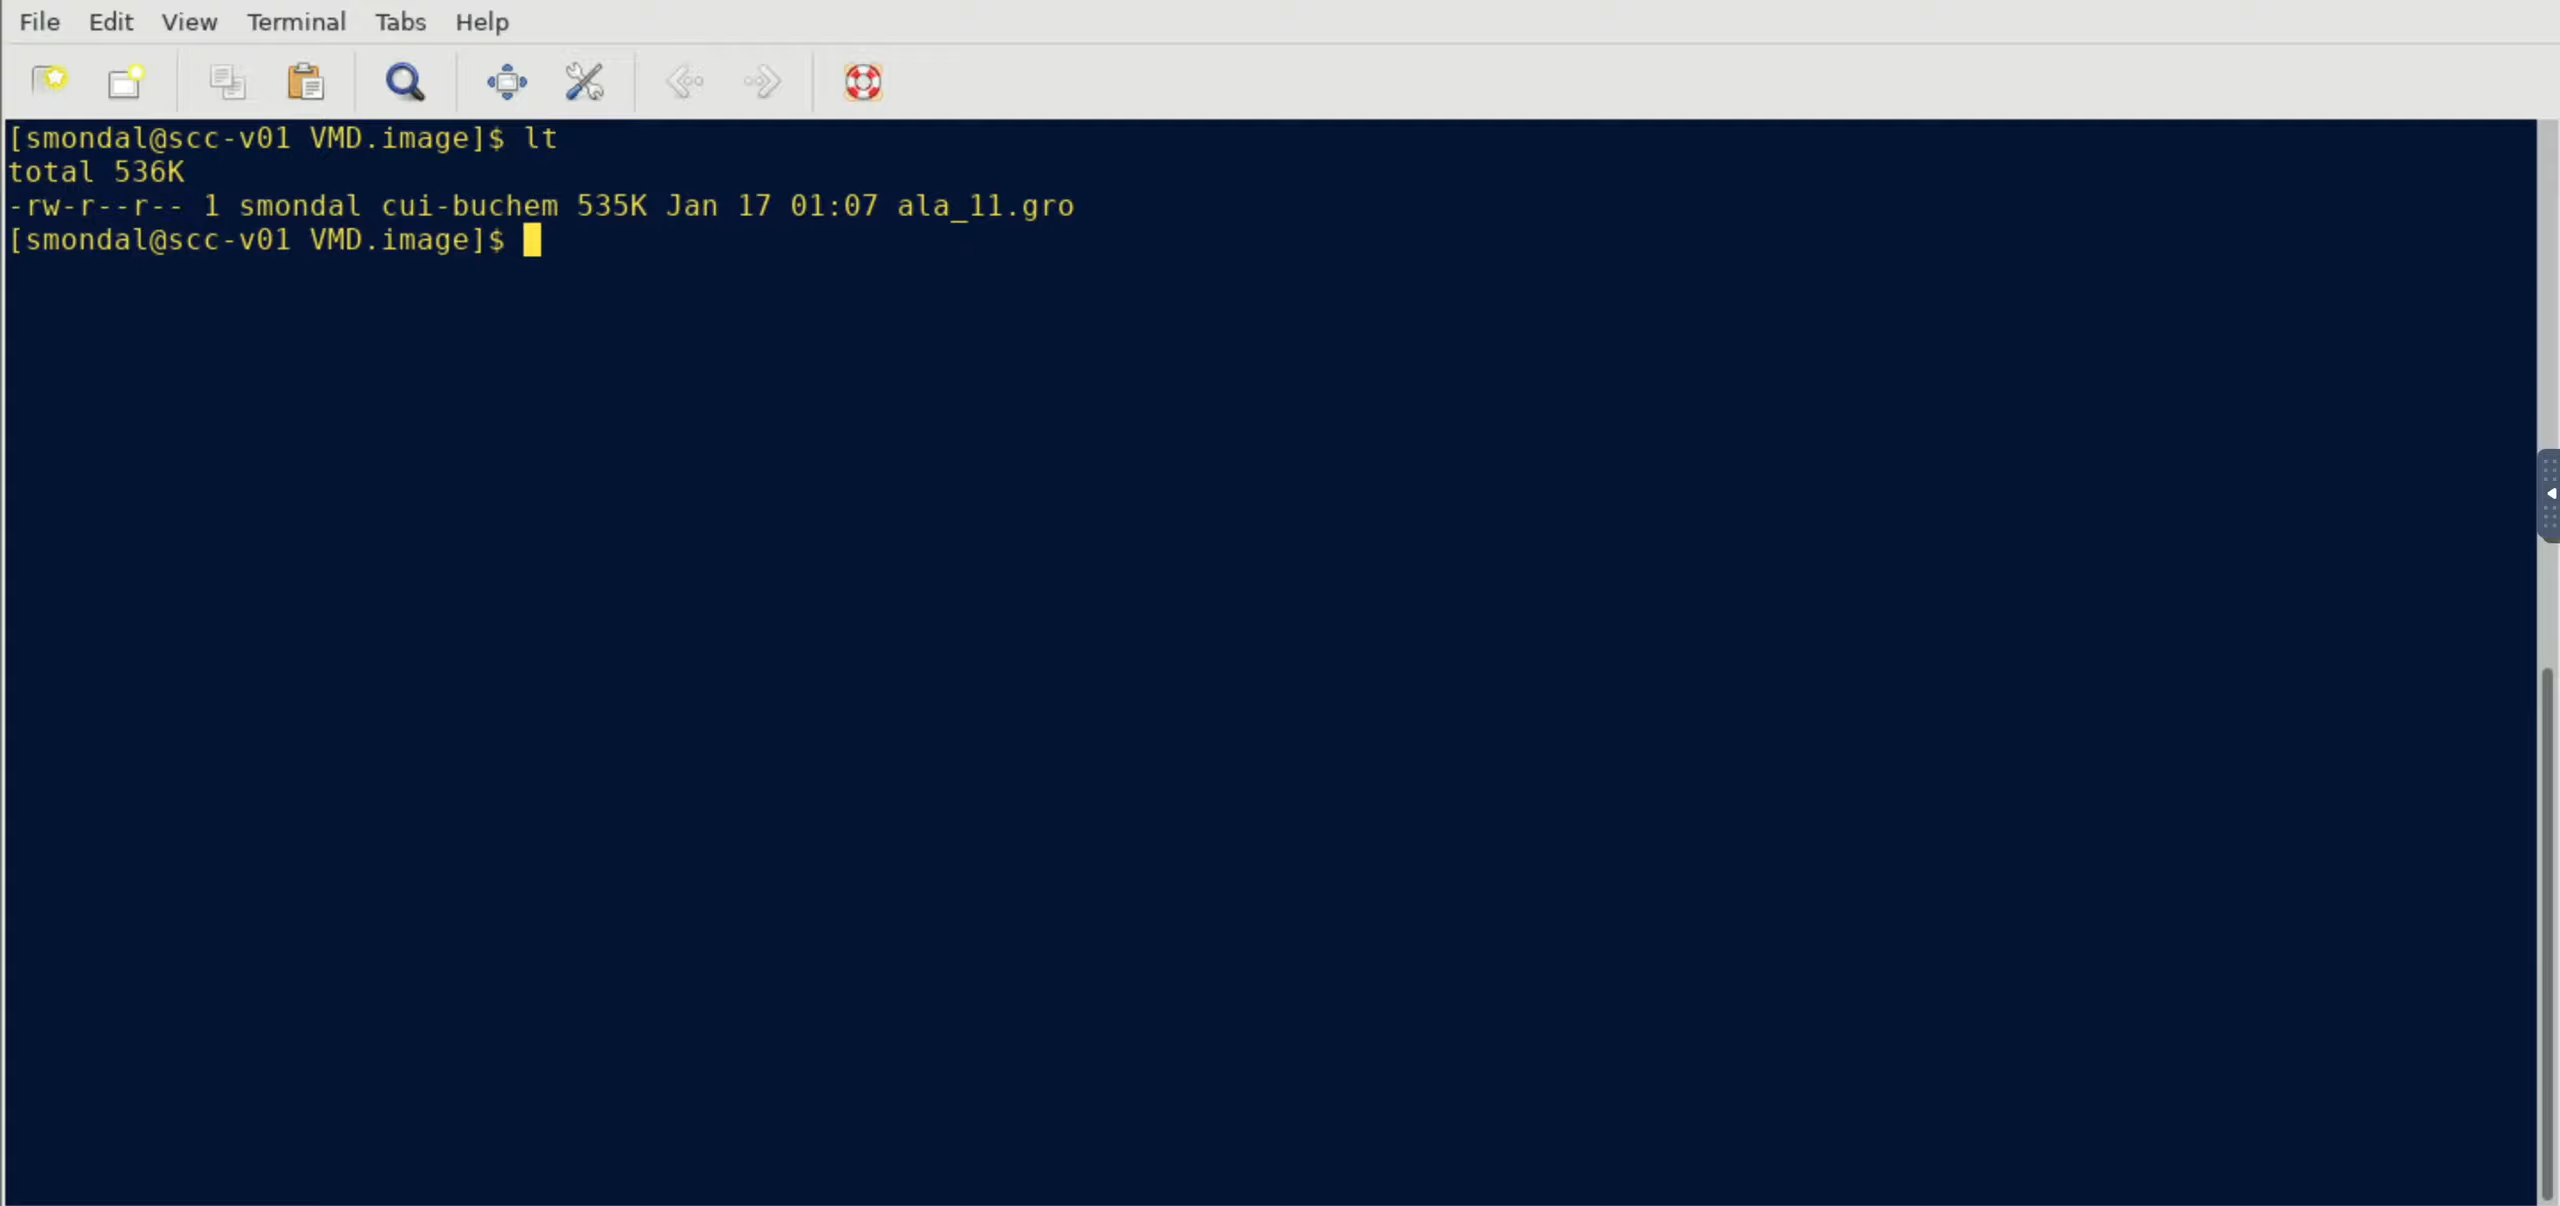 File Edit View Terminal Tabs Help
[smondal@scc-v01 VMD.image]$ lt
total 536K
-rw-r--r-- 1 smondal cui-buchem 535K Jan 17 01:07 ala_11.gro
[smondal@scc-v01 VMD.image]$